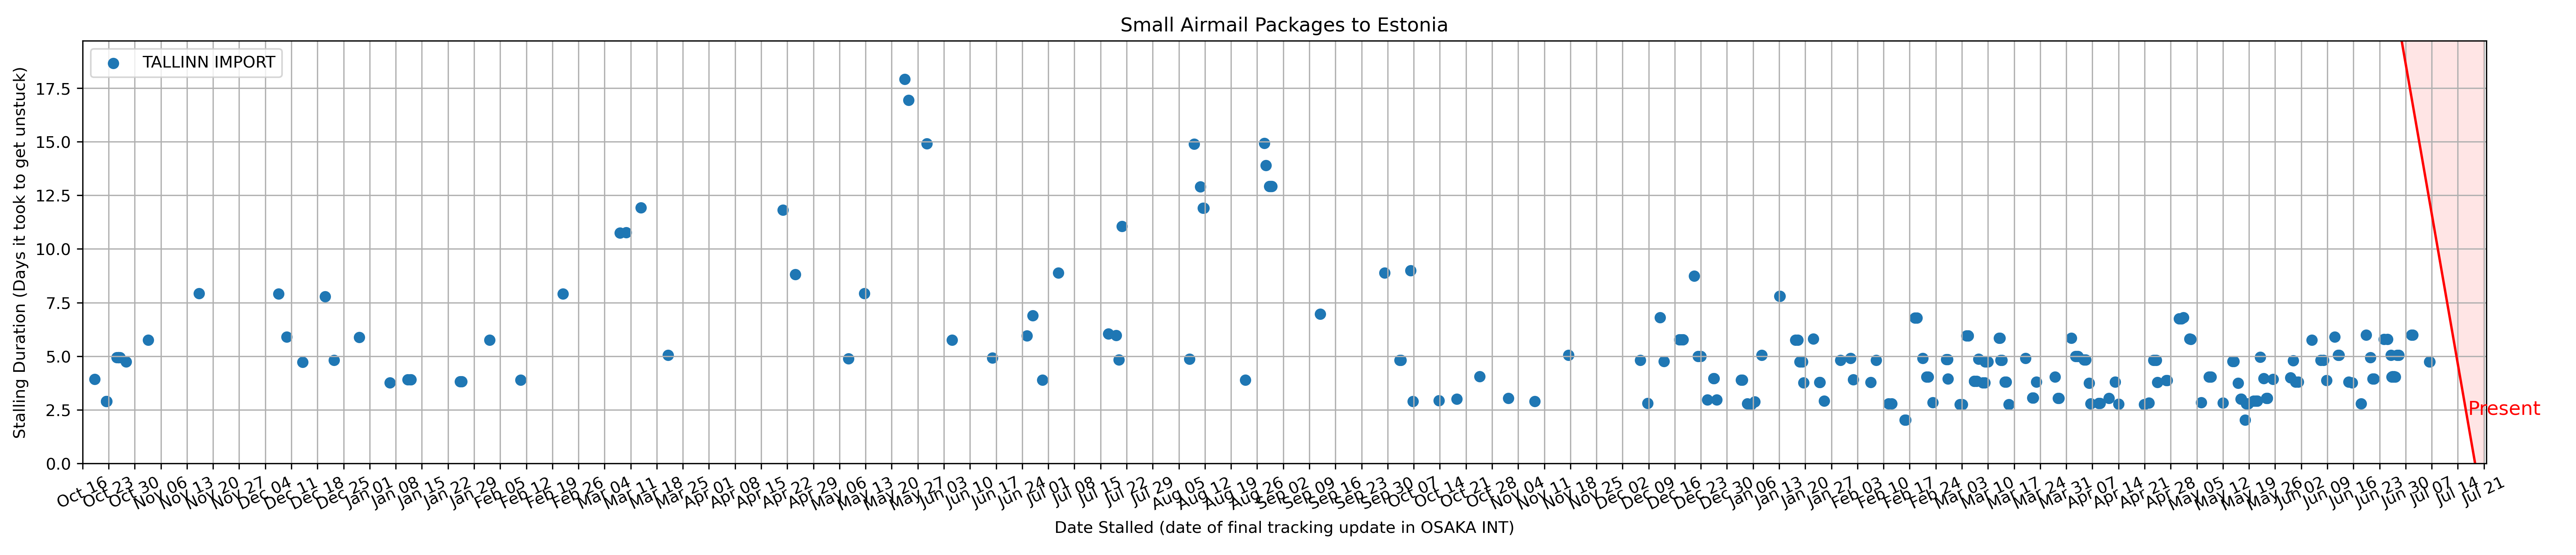 Small Airmail Packages to Estonia
TALLINN IMPORT
Stalling Duration (Days it took to get unstuck)
17.5
15.0
12.5
10.0
7.5
5.0
2.5
0.0
Present
Oct 16
Oct 23
Oct 30
Nov 06
Nov 13
Nov 20
Nov 27
Dec 04
Dec 11
Dec 18
Dec 25
Jan 01
Jan 08
Jan 15
Jan 22
Jan 29
Feb 05
Feb 12
Feb 19
Feb 26
Mar 04
Mar 11
Mar 18
Mar 25
Apr 01
Apr 08
Apr 15
Apr 22
Apr 29
May 06
May 13
May 20
May 27
Jun 03
Jun 10
Jun 17
Jun 24
Jul 01
Jul 08
Jul 15
Jul 22
Jul 29
Aug 05
Aug 12
Aug 19
Aug 26
Sep 02
Sep 09
Sep 16
Sep 23
Sep 30
Oct 07
Oct 14
Oct 21
Oct 28
Nov 04
Nov 11
Nov 18
Nov 25
Dec 02
Dec 09
Dec 16
Dec 23
Dec 30
Jan 06
Jan 13
Jan 20
Jan 27
Feb 03
Feb 10
Feb 17
Feb 24
Mar 03
Mar 10
Mar 17
Mar 24
Mar 31
Apr 07
Apr 14
Apr 21
Apr 28
May 05
May 12
May 19
May 26
Jun 02
Jun 09
Jun 16
Jun 23
Jun 30
Jul 07
Jul 14
Jul 21
Date Stalled (date of final tracking update in OSAKA INT)